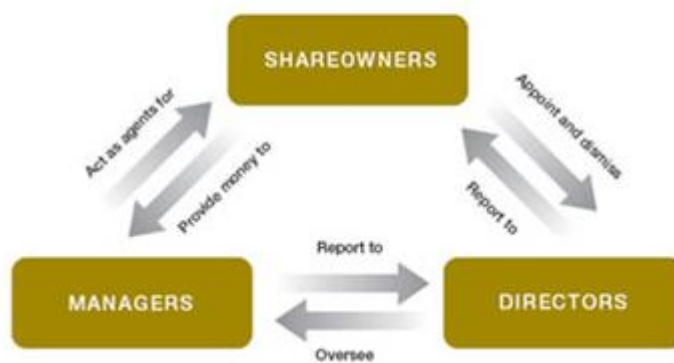 SHAREOWNERS
Act as agents for
Provide money to
Appoint and dismiss
Report to
Report to
MANAGERS
DIRECTORS
Oversee